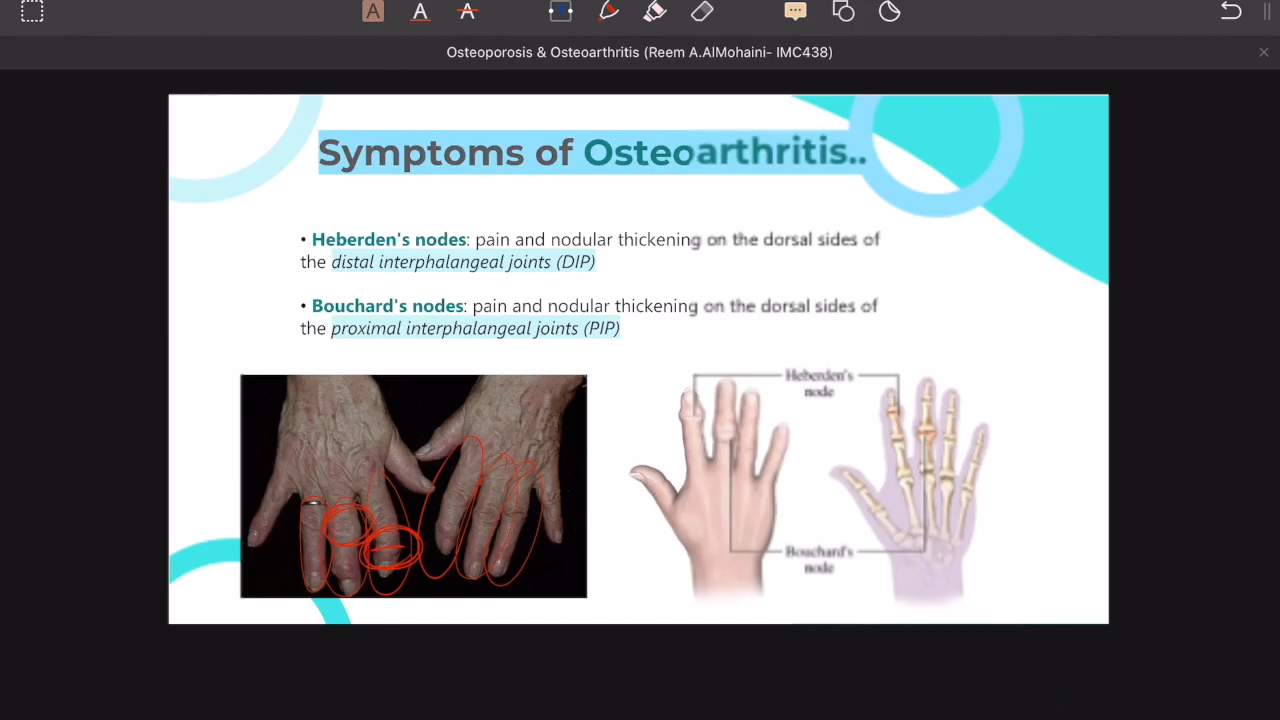 A A A
Osteoporosis & Osteoarthritis (Reem A.AlMohaini- IMC438)
Symptoms of Osteoarthritis..
• Heberden's nodes: pain and nodular thickening on the dorsal sides of
the distal interphalangeal joints (DIP)
• Bouchard's nodes: pain and nodular thickening on the dorsal sides of
the proximal interphalangeal joints (PIP)
Heberden's
node
Bouchard's
node